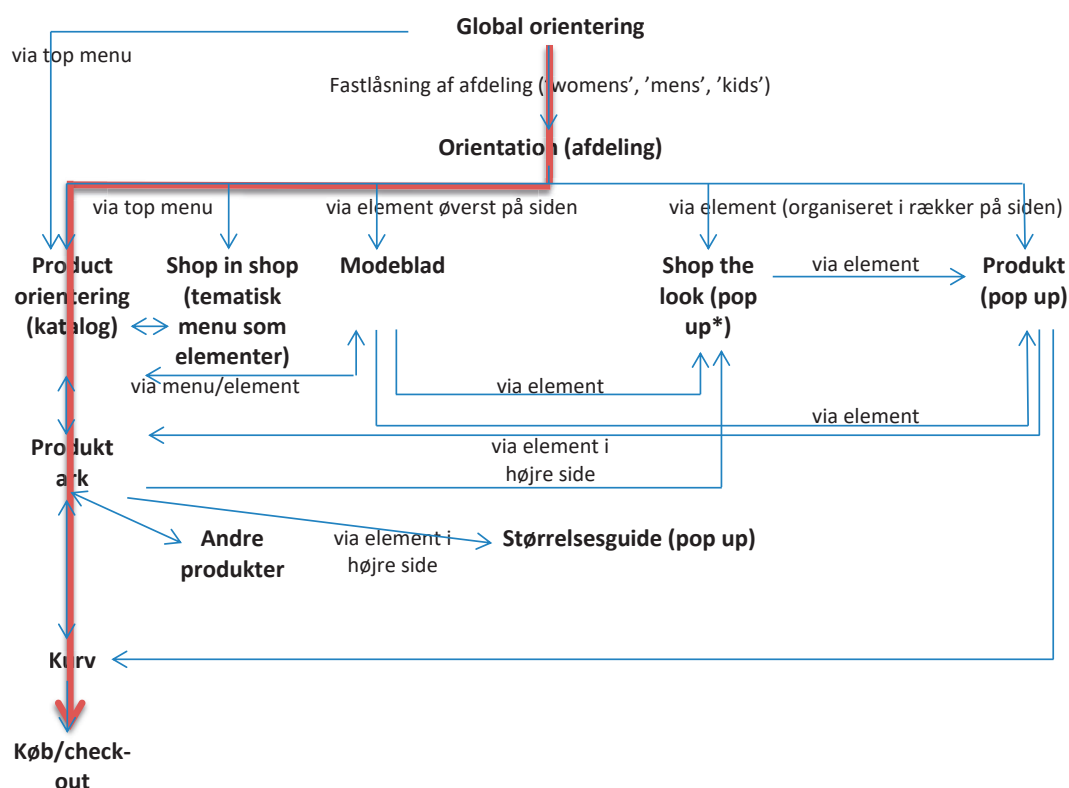 Global orientering
via top menu
Fastlåsning af afdeling ('womens', 'mens', 'kids')
Orientation (afdeling)
via top menu
via element øverst på siden
via element (organiseret i rækker på siden)
Product
orientering
(katalog)
Shop in shop
(tematisk
menu som
elementer)
Modeblad
Shop the
look (pop
up*)
via element
Produkt
(pop up)
via menu/element
via element
via element
Produkt
ark
via element i
højre side
Andre
produkter
via element i
højre side
Størrelsesguide (pop up)
Kurv
Køb/check-
out